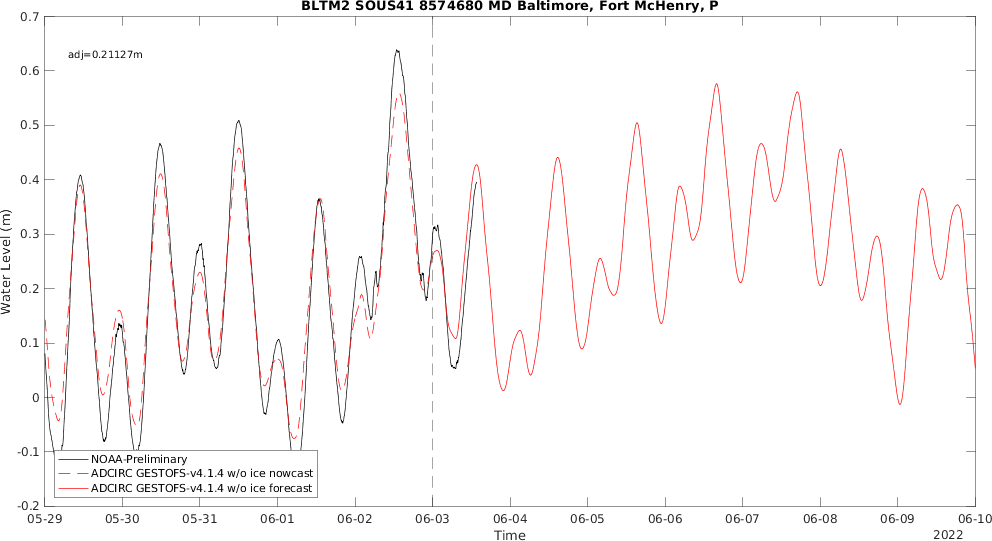 BLTM2 SOUS41 8574680 MD Baltimore, Fort McHenry, P
adj=0.21127m
Water Level (m)
0.7
0.6
0.5
0.4
0.3
0.2
0.1
0
-0.1
-0.2
NOAA-Preliminary
ADCIRC GESTOFS-v4.1.4 w/o ice nowcast
ADCIRC GESTOFS-v4.1.4 w/o ice forecast
05-29 05-30 05-31 06-01 06-02 06-03 06-04 06-05 06-06 06-07 06-08 06-09 06-10
Time
2022